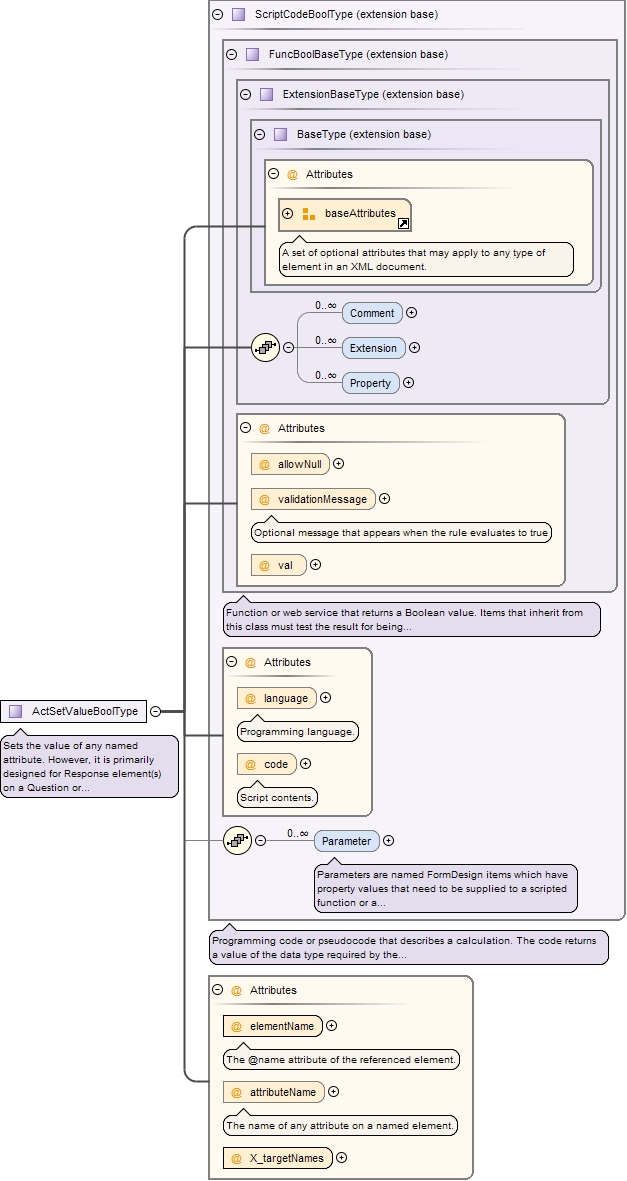 ScriptCodeBoolType (extension base)
FuncBoolBaseType (extension base)
ExtensionBaseType (extension base)
BaseType (extension base)
@ Attributes
baseAttributes
A set of optional attributes that may apply to any type of
element in an XML document.
0..∞
Comment
0..∞
Extension
0..∞
Property
@ Attributes
@ allowNull
@ validationMessage
Optional message that appears when the rule evaluates to true
@ val
Function or web service that returns a Boolean value. Items that inherit from
this class must test the result for being...
@ Attributes
@ language
Programming language.
@ code
Script contents.
ActSetValueBoolType
Sets the value of any named
attribute. However, it is primarily
designed for Response element(s)
on a Question or...
0..∞
Parameter
Parameters are named FormDesign items which have
property values that need to be supplied to a scripted
function or a...
Programming code or pseudocode that describes a calculation. The code returns
a value of the data type required by the...
@ Attributes
@ elementName
The @name attribute of the referenced element.
@ attributeName
The name of any attribute on a named element.
@ X_targetNames